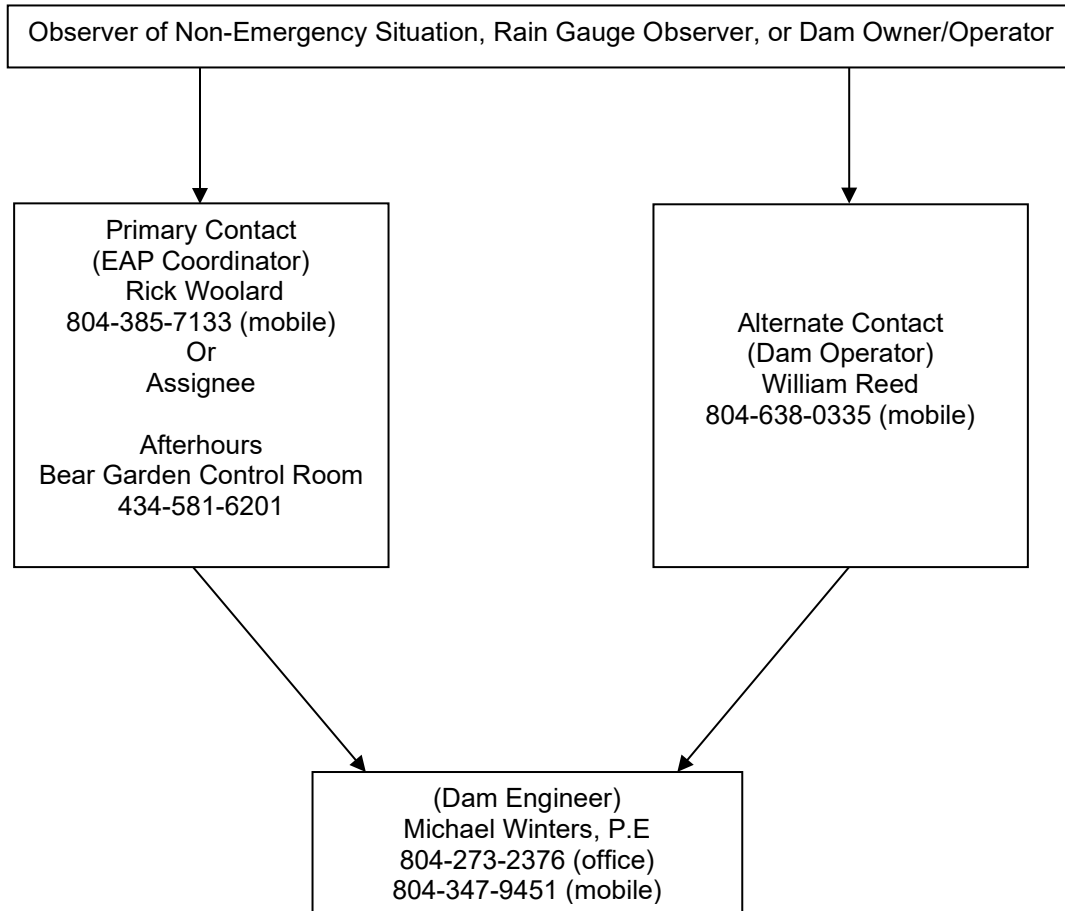 Observer of Non-Emergency Situation, Rain Gauge Observer, or Dam Owner/Operator
Primary Contact
(EAP Coordinator)
Rick Woolard
804-385-7133 (mobile)
Or
Assignee
Afterhours
Bear Garden Control Room
434-581-6201
Alternate Contact
(Dam Operator)
William Reed
804-638-0335 (mobile)
(Dam Engineer)
Michael Winters, P.E
804-273-2376 (office)
804-347-9451 (mobile)